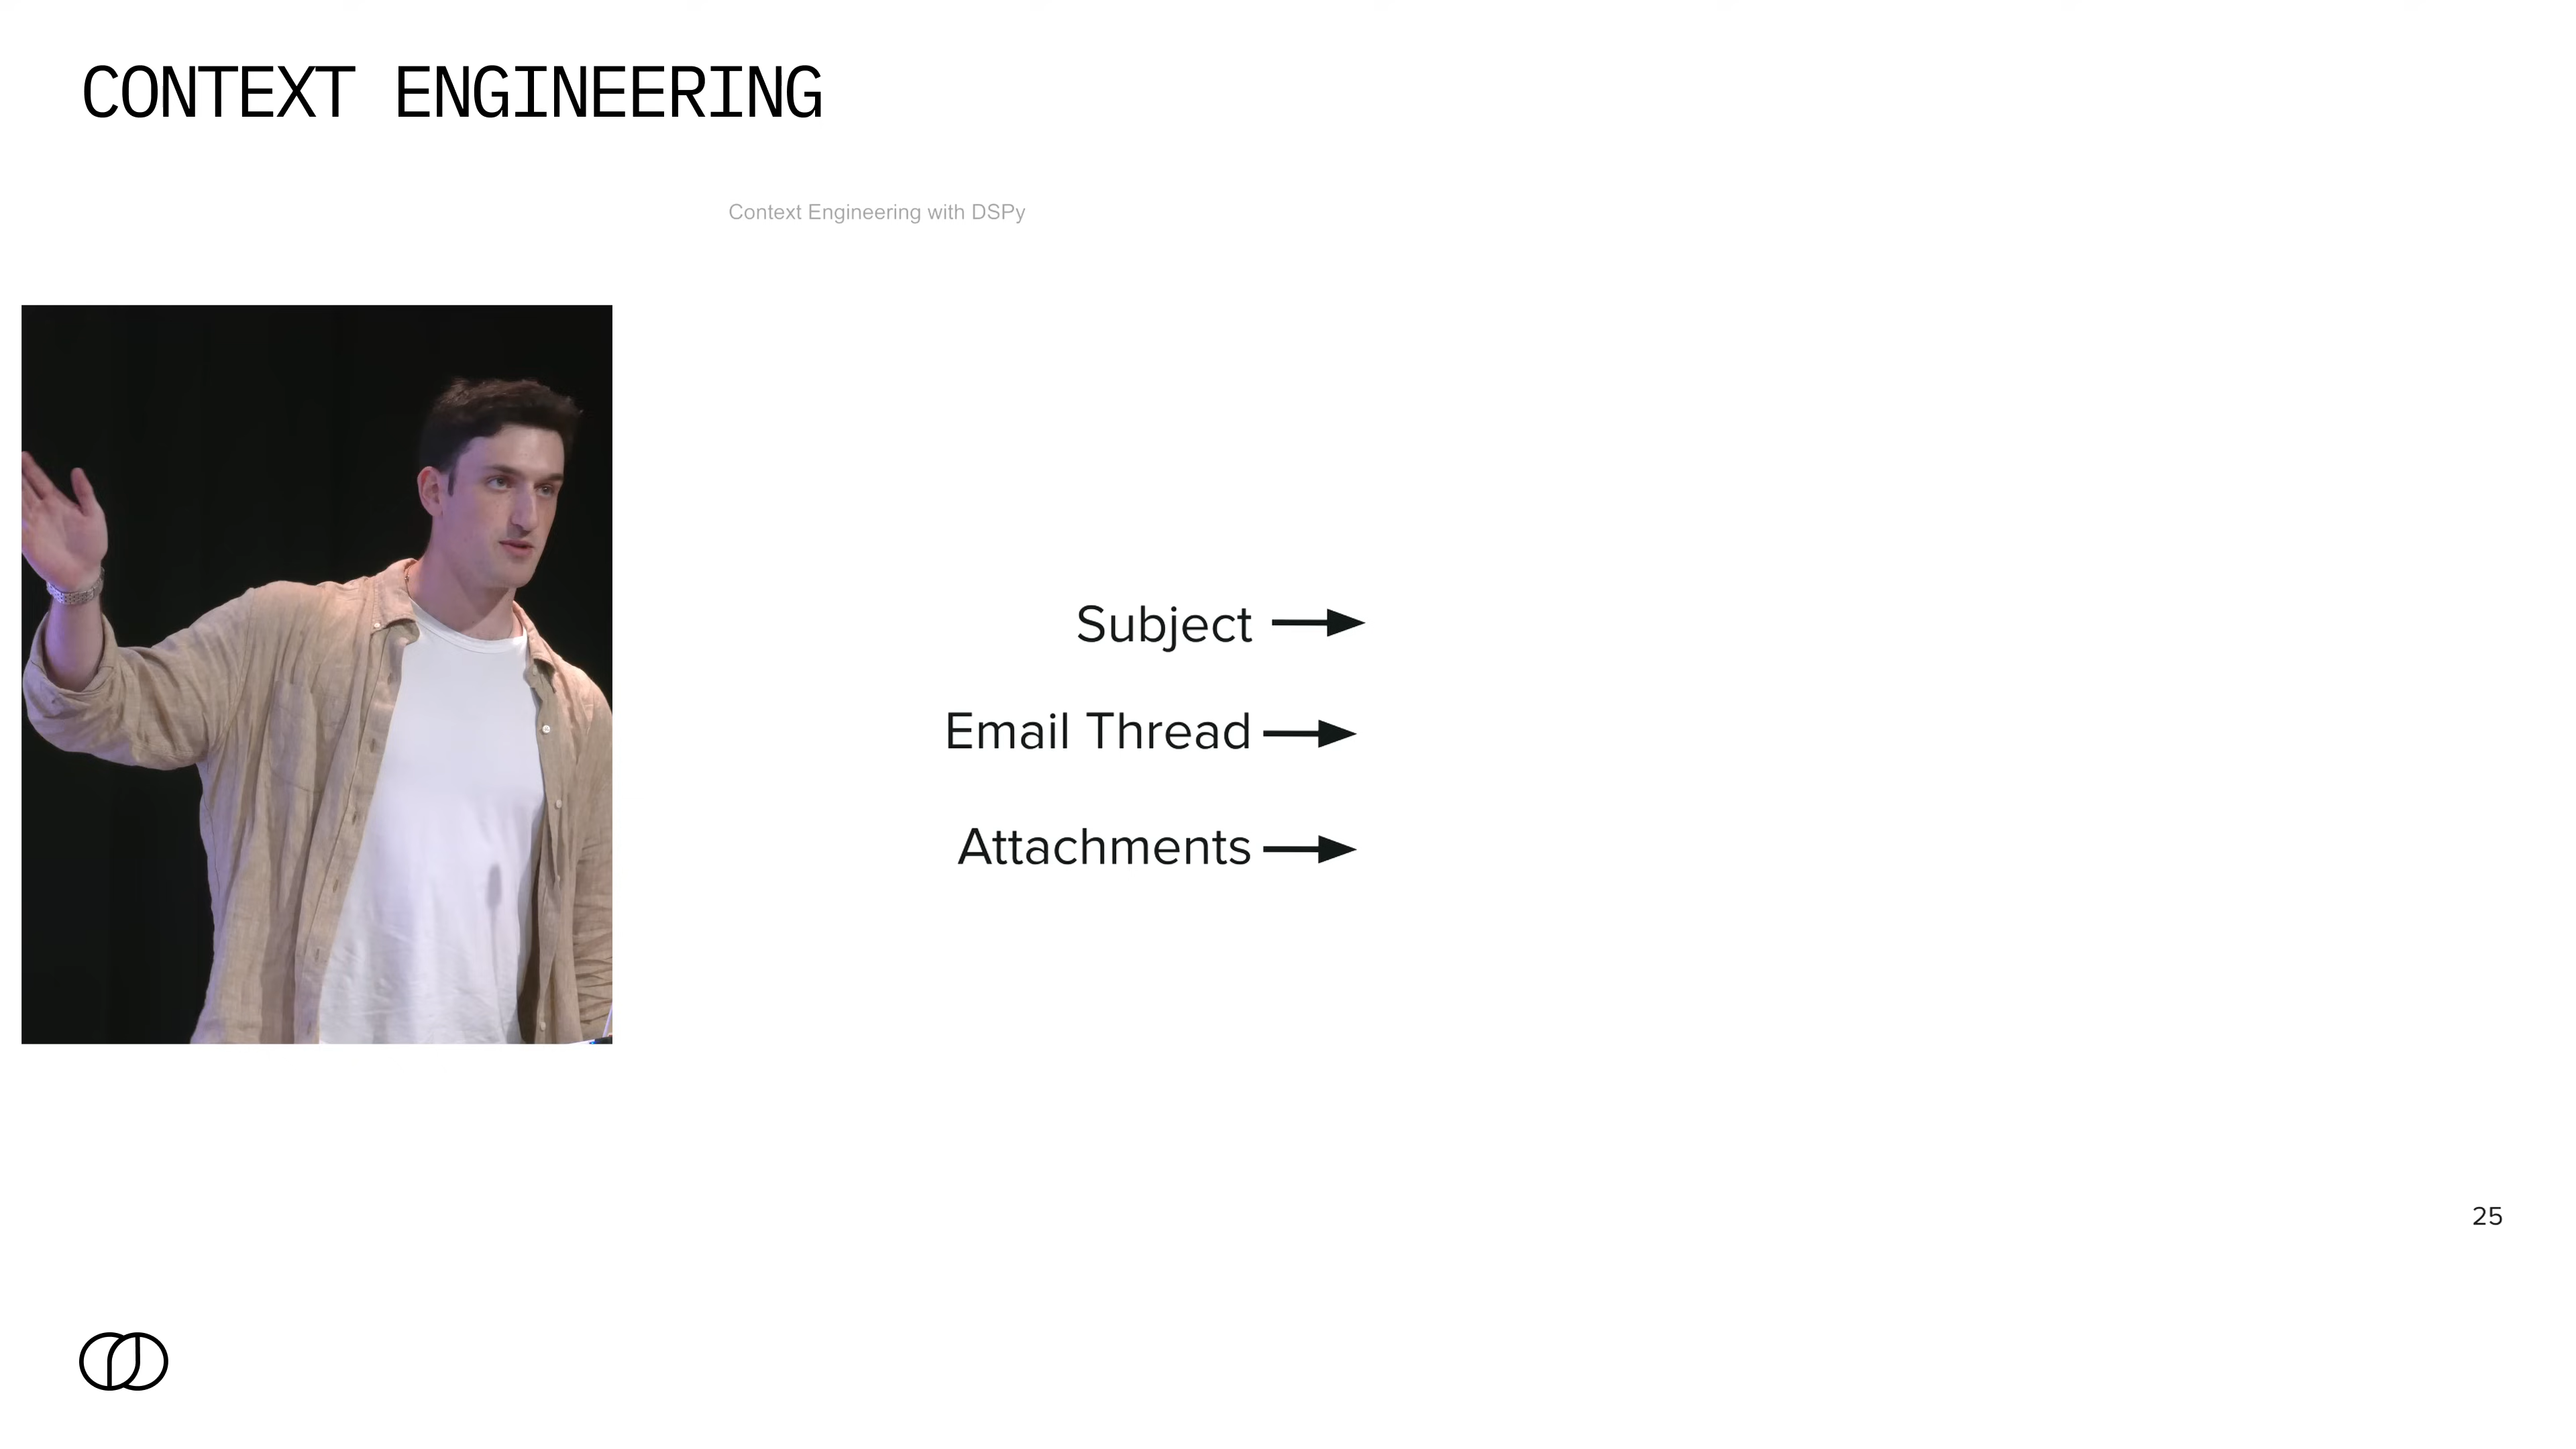 CONTEXT ENGINEERING
Context Engineering with DSPy
Subject
Email Thread
Attachments
25